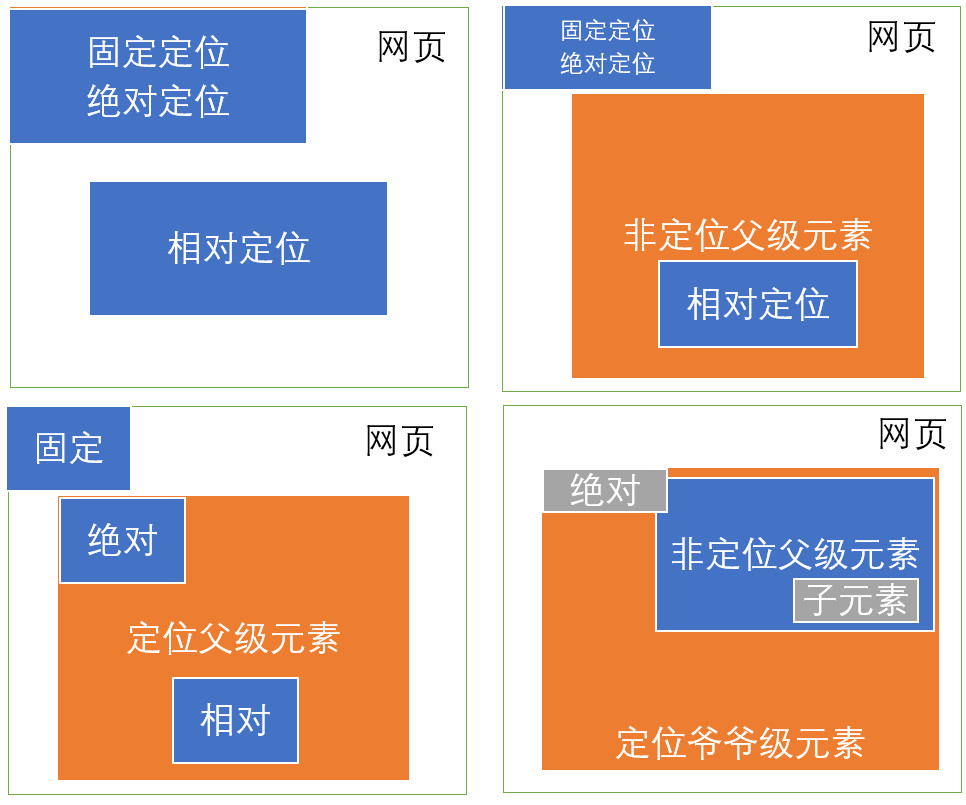 固定定位
绝对定位
网页
相对定位
固定定位
绝对定位
网页
非定位父级元素
相对定位
固定
网页
绝对
定位父级元素
相对
网页
绝对
非定位父级元素
子元素
定位爷爷级元素